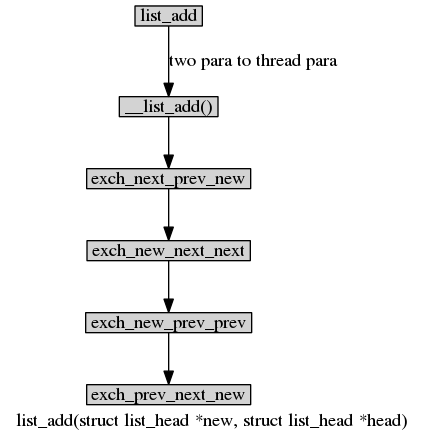 list_add
two para to thread para
__list_add()
exch_next_prev_new
exch_new_next_next
exch_new_prev_prev
exch_prev_next_new
list_add(struct list_head *new, struct list_head *head)